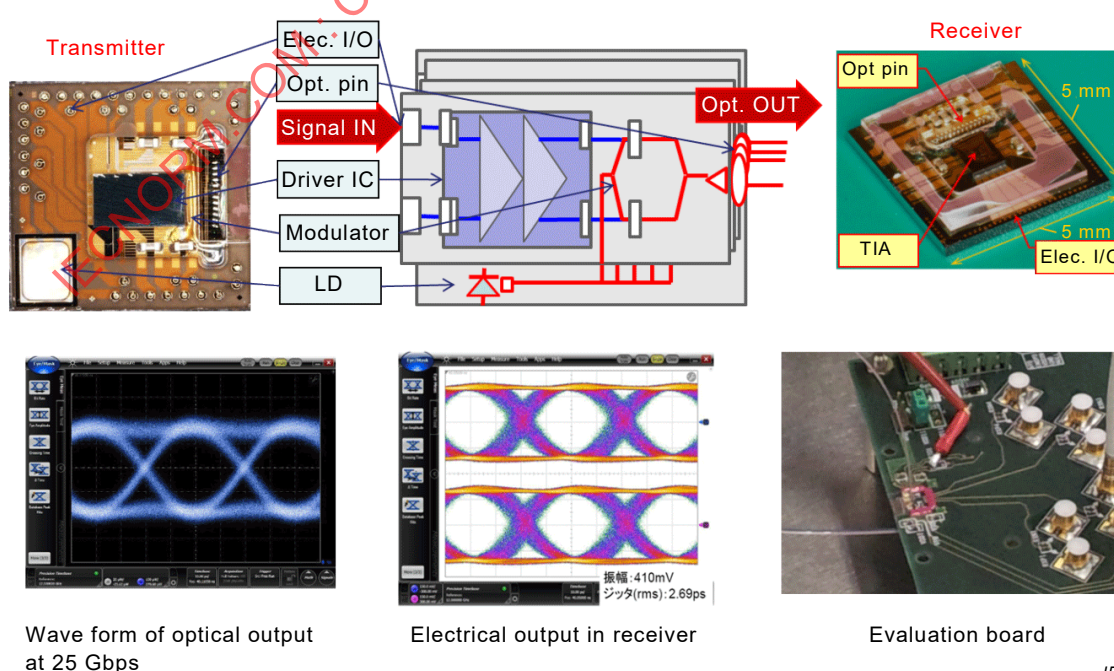 Transmitter
Elec. I/O
Opt. pin
Signal IN
Driver IC
Modulator
LD
Opt. OUT
Receiver
Opt pin
5 mm
5 mm
TIA
Elec. I/O
振幅:410mV
ジッタ(rms):2.69ps
Wave form of optical output
at 25 Gbps
Electrical output in receiver
Evaluation board